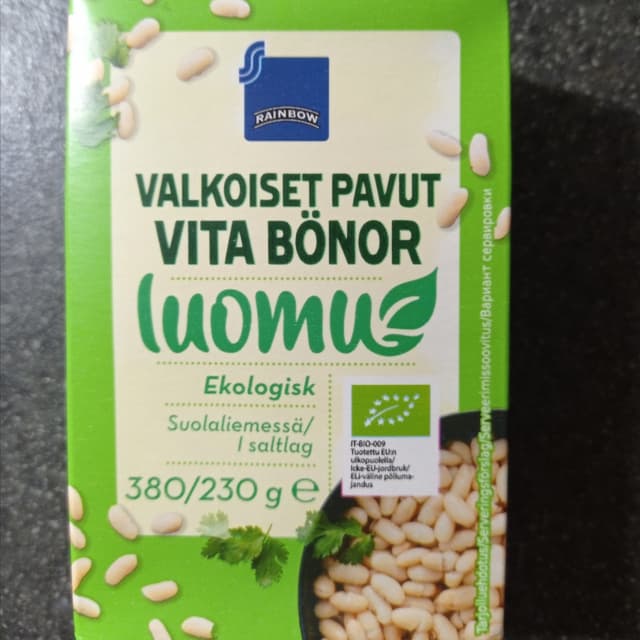 RAINBOW
VALKOISET PAVUT
VITA BÖNOR
luomu
Ekologisk
Suolaliemessä/
I saltlag
380/230 g ℮
IT-BIO-009
Tuotettu EU:n
ulkopuolella/
Icke-EU-jordbruk/
ELi-väline põlluma-
jandus
Tarjoiluehdotus/Serveringsförslag/Serveerimissoovitus/Вариант сервировки